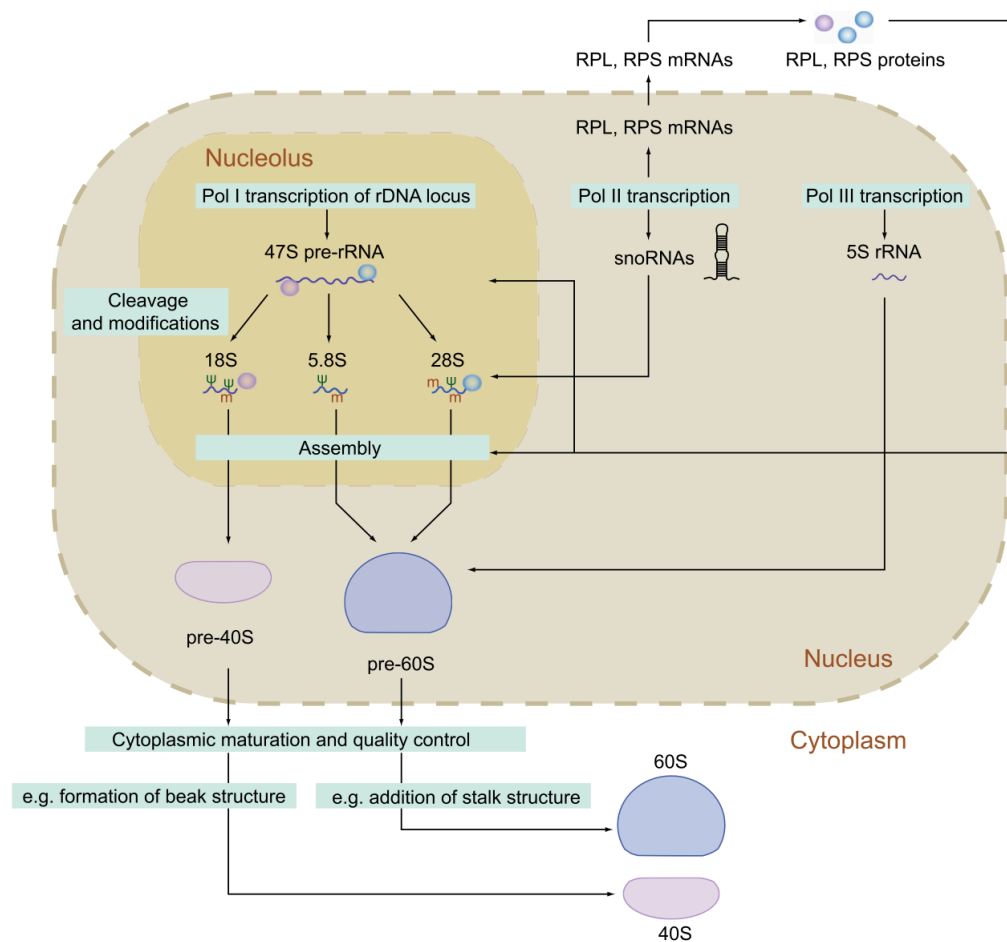 RPL, RPS mRNAs
RPL, RPS proteins
RPL, RPS mRNAs
Nucleolus
Pol I transcription of rDNA locus
Pol II transcription
Pol III transcription
47S pre-rRNA
snoRNAs
5S rRNA
Cleavage
and modifications
18S
5.8S
28S
Ψ
Ψ
m
Ψ
m
m
Ψ
m
Assembly
pre-40S
pre-60S
Nucleus
Cytoplasmic maturation and quality control
Cytoplasm
60S
e.g. formation of beak structure
e.g. addition of stalk structure
40S